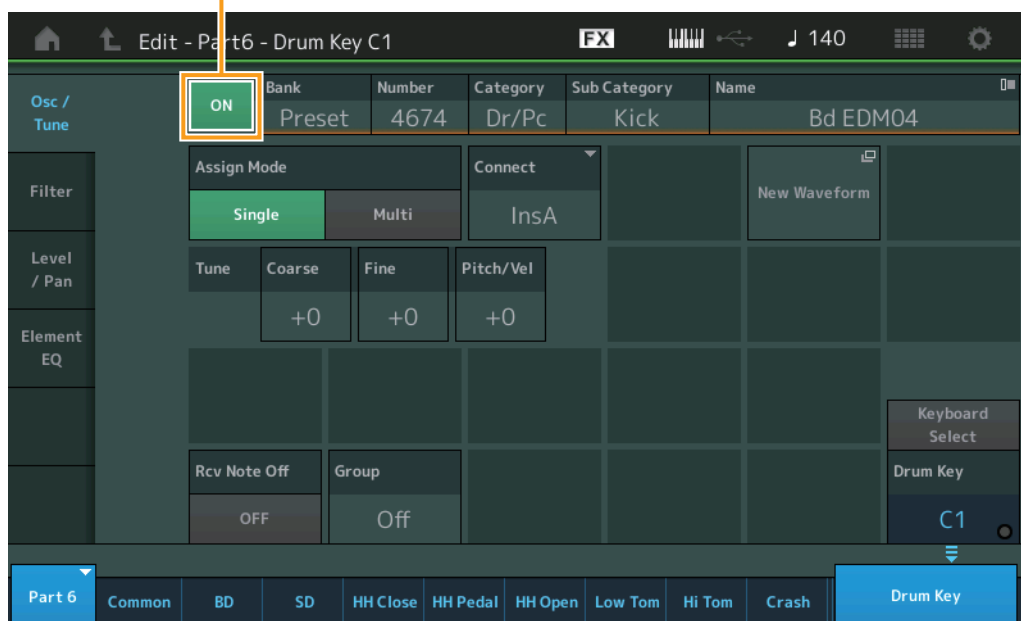 Edit - Part6 - Drum Key C1 FX ♩ 140
Osc /
Tune
ON
Bank Number Category Sub Category Name
Preset 4674 Dr/Pc Kick Bd EDM04
Filter
Assign Mode Connect
Single Multi InsA New Waveform
Level
/ Pan
Tune Coarse Fine Pitch/Vel
+0 +0 +0
Element
EQ
Keyboard
Select
Rcv Note Off Group Drum Key
OFF Off C1
Part 6 Common BD SD HH Close HH Pedal HH Open Low Tom Hi Tom Crash Drum Key